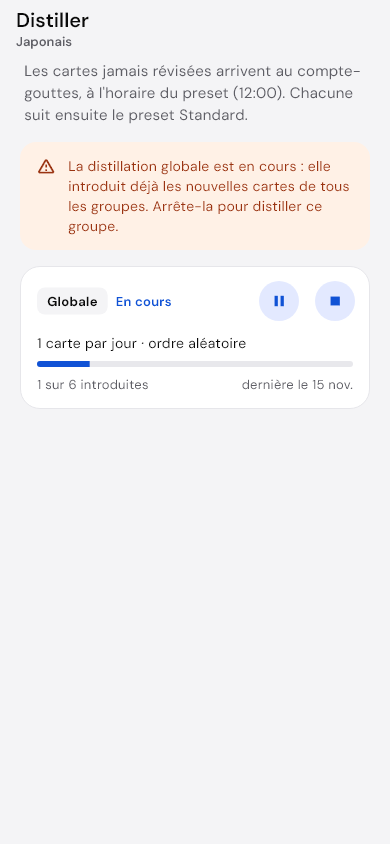 Distiller
Japonais
Les cartes jamais révisées arrivent au compte-
gouttes, à l'horaire du preset (12:00). Chacune
suit ensuite le preset Standard.
La distillation globale est en cours : elle
introduit déjà les nouvelles cartes de tous
les groupes. Arrête-la pour distiller ce
groupe.
Globale En cours
1 carte par jour · ordre aléatoire
1 sur 6 introduites dernière le 15 nov.